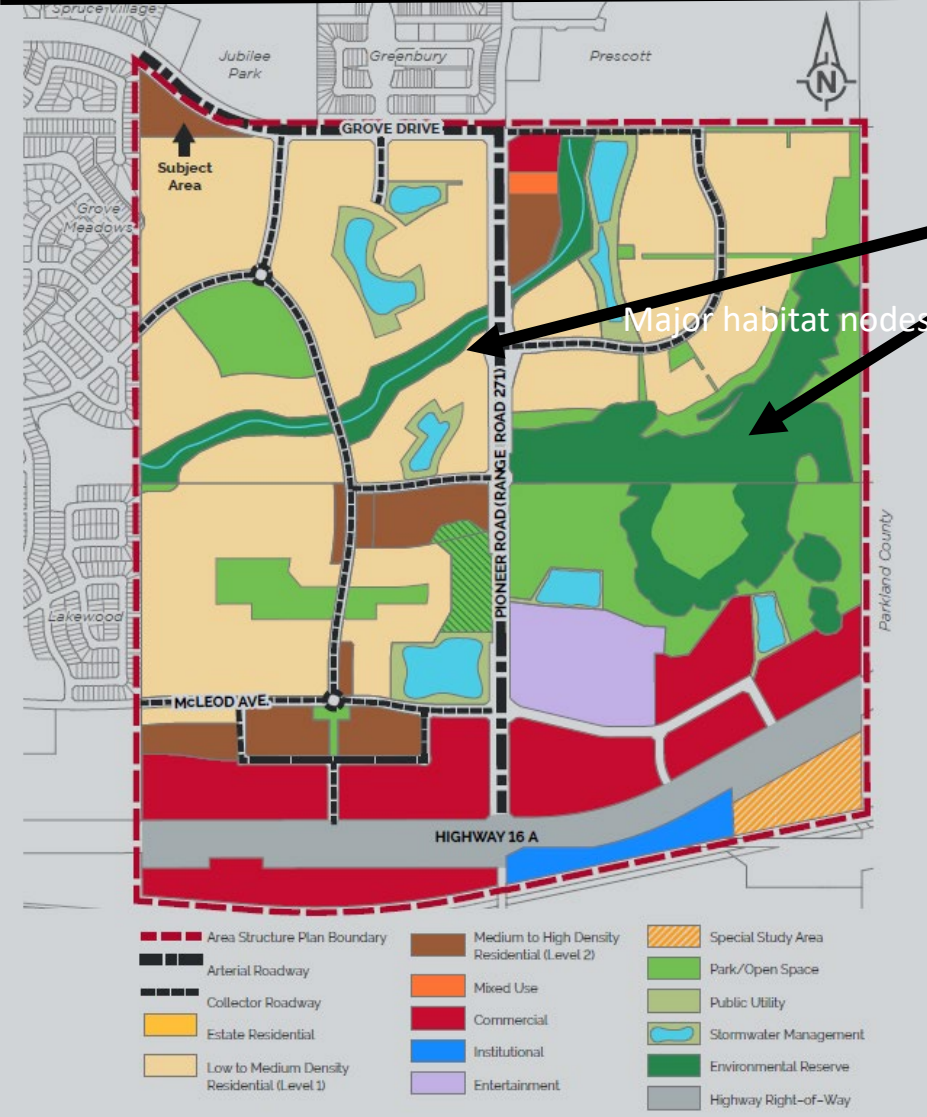 Spruce Village
Jubilee
Park
Greenbury
Prescott
N
GROVE DRIVE
Subject
Area
Grove
Meadows
Major habitat nodes
PIONEER ROAD (RANGE ROAD 271)
Parkland County
Lakewood
McLEOD AVE.
HIGHWAY 16 A
Area Structure Plan Boundary
Arterial Roadway
Collector Roadway
Estate Residential
Low to Medium Density
Residential (Level 1)
Medium to High Density
Residential (Level 2)
Mixed Use
Commercial
Institutional
Entertainment
Special Study Area
Park/Open Space
Public Utility
Stormwater Management
Environmental Reserve
Highway Right-of-Way